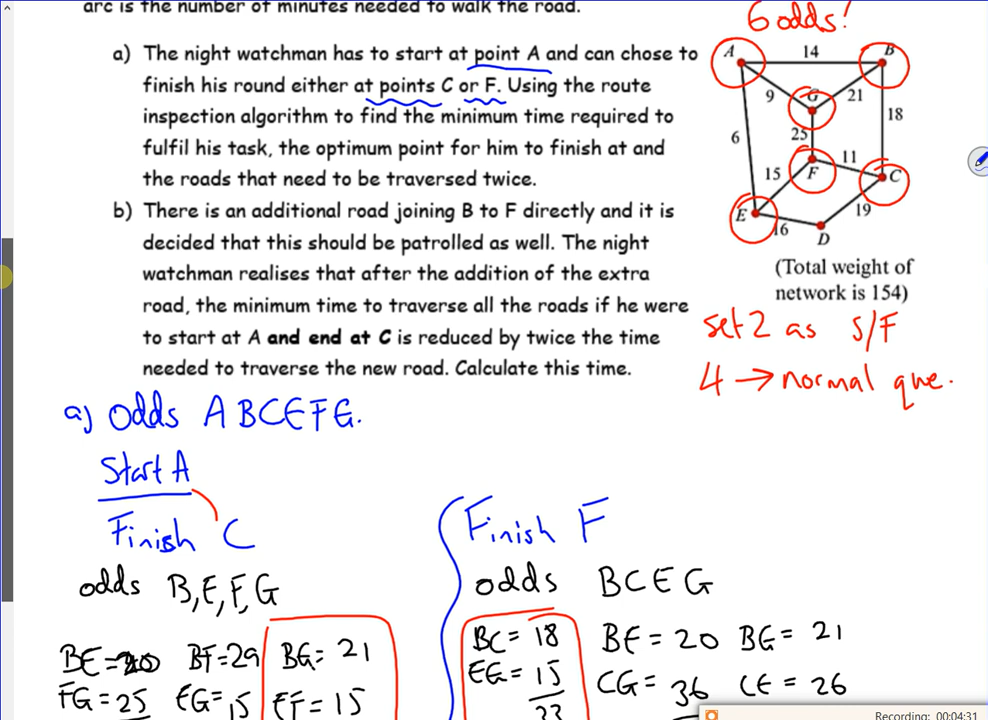 arc is the number of minutes needed to walk the road.
a) The night watchman has to start at point A and can chose to
finish his round either at points C or F. Using the route
inspection algorithm to find the minimum time required to
fulfil his task, the optimum point for him to finish at and
the roads that need to be traversed twice.
b) There is an additional road joining B to F directly and it is
decided that this should be patrolled as well. The night
watchman realises that after the addition of the extra
road, the minimum time to traverse all the roads if he were
to start at A and end at C is reduced by twice the time
needed to traverse the new road. Calculate this time.
6 odds!
A 14 B
9 G 21
18
25
6
11
15 F C
E 19
16
D
(Total weight of
network is 154)
set 2 as S/F
4 → normal que.
a) Odds A B C E F G.
Start A
Finish C
odds B, E, F, G
BE=20 BF=29 BG= 21
FG=25 EG=15 EF=15
Finish F
odds B C E G
BC = 18 BE = 20 BG = 21
EG = 15 CG = 36 CE = 26
33
Recording: 00:04:31